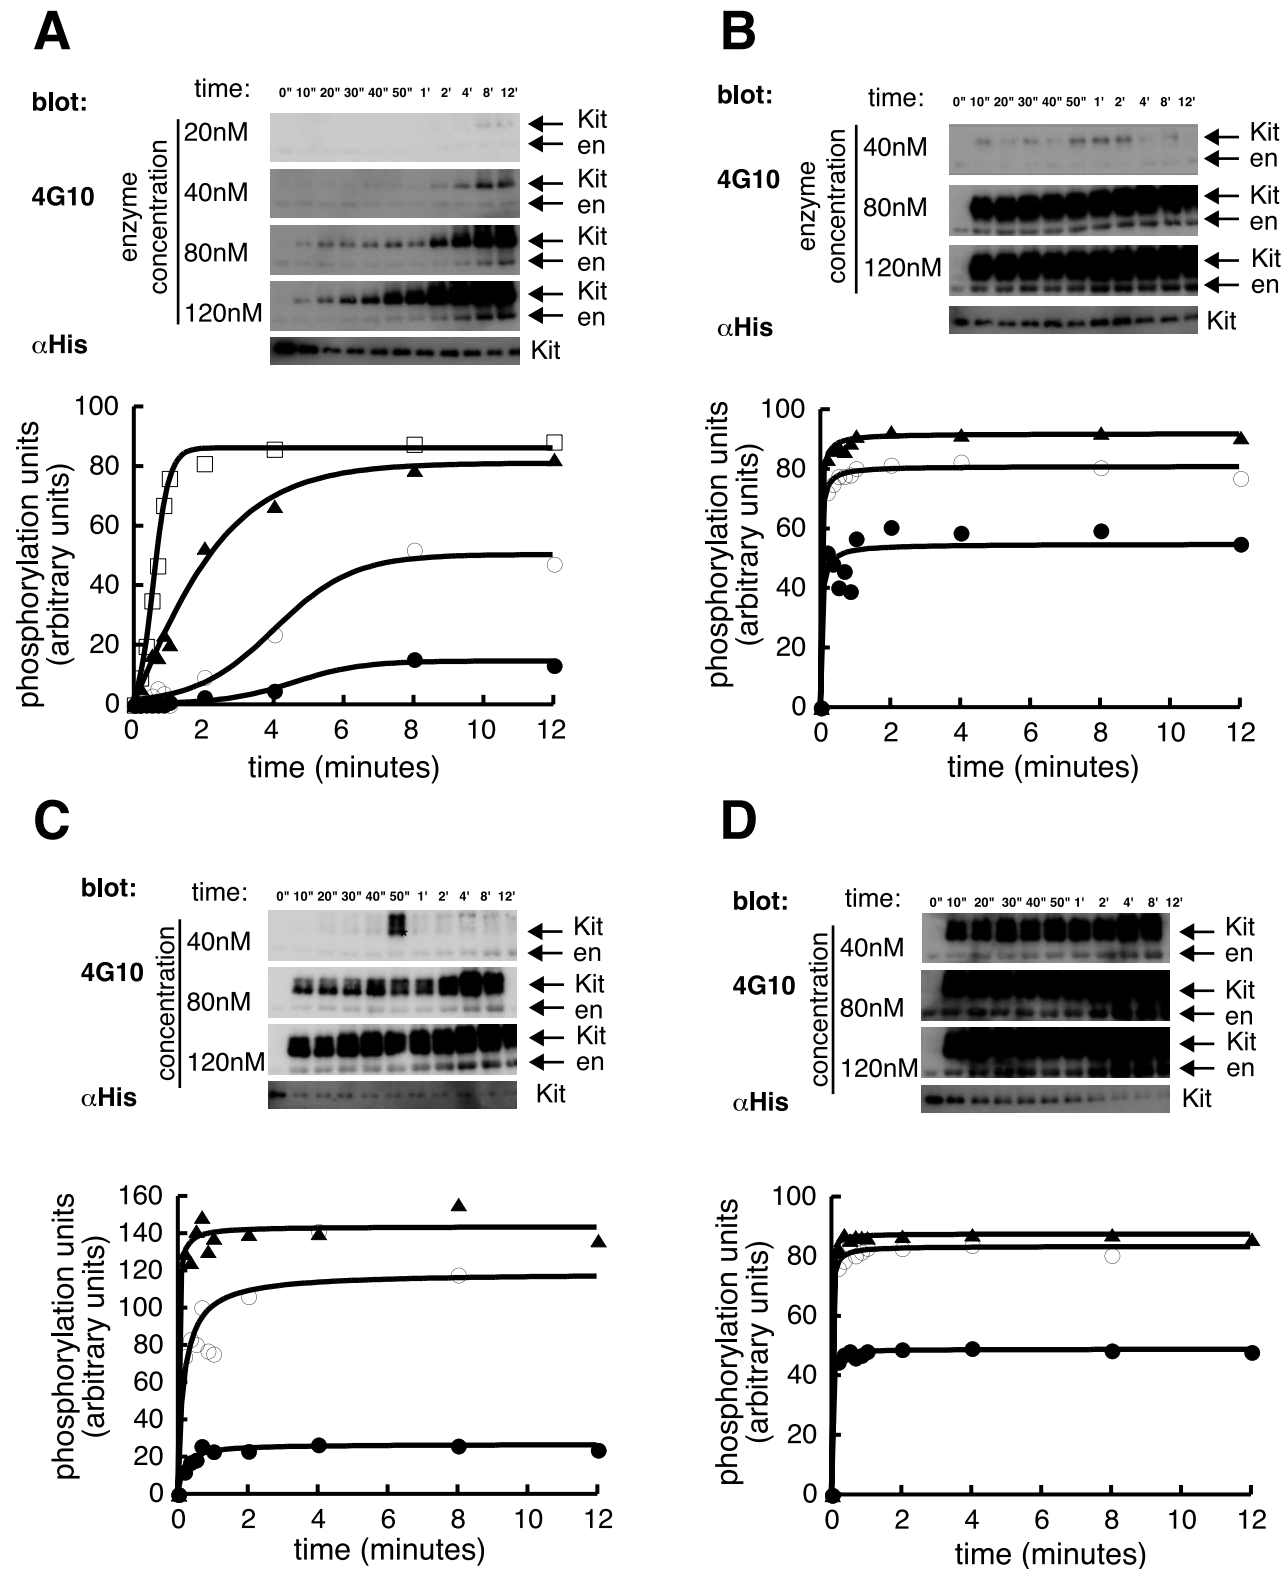 A
blot:
time:
0" 10" 20" 30" 40" 50" 1' 2' 4' 8' 12'
4G10
enzyme
concentration
20nM
Kit
en
40nM
Kit
en
80nM
Kit
en
120nM
Kit
en
αHis
Kit
phosphorylation units
(arbitrary units)
100
80
60
40
20
0
0 2 4 6 8 10 12
time (minutes)
B
blot:
time:
0" 10" 20" 30" 40" 50" 1' 2' 4' 8' 12'
4G10
enzyme
concentration
40nM
Kit
en
80nM
Kit
en
120nM
Kit
en
αHis
Kit
phosphorylation units
(arbitrary units)
100
80
60
40
20
0
0 2 4 6 8 10 12
time (minutes)
C
blot:
time:
0" 10" 20" 30" 40" 50" 1' 2' 4' 8' 12'
4G10
concentration
40nM
*
Kit
en
80nM
Kit
en
120nM
Kit
en
αHis
Kit
phosphorylation units
(arbitrary units)
160
140
120
100
80
60
40
20
0
0 2 4 6 8 10 12
time (minutes)
D
blot:
time:
0" 10" 20" 30" 40" 50" 1' 2' 4' 8' 12'
4G10
concentration
40nM
Kit
en
80nM
Kit
en
120nM
Kit
en
αHis
Kit
phosphorylation units
(arbitrary units)
100
80
60
40
20
0
0 2 4 6 8 10 12
time (minutes)